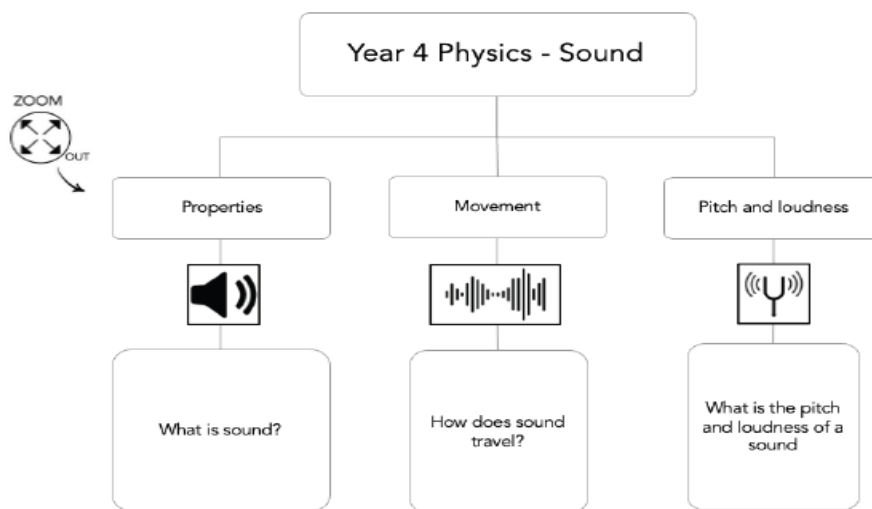 Year 4 Physics - Sound
ZOOM
OUT
Properties
Movement
Pitch and loudness
What is sound?
How does sound
travel?
What is the pitch
and loudness of a
sound